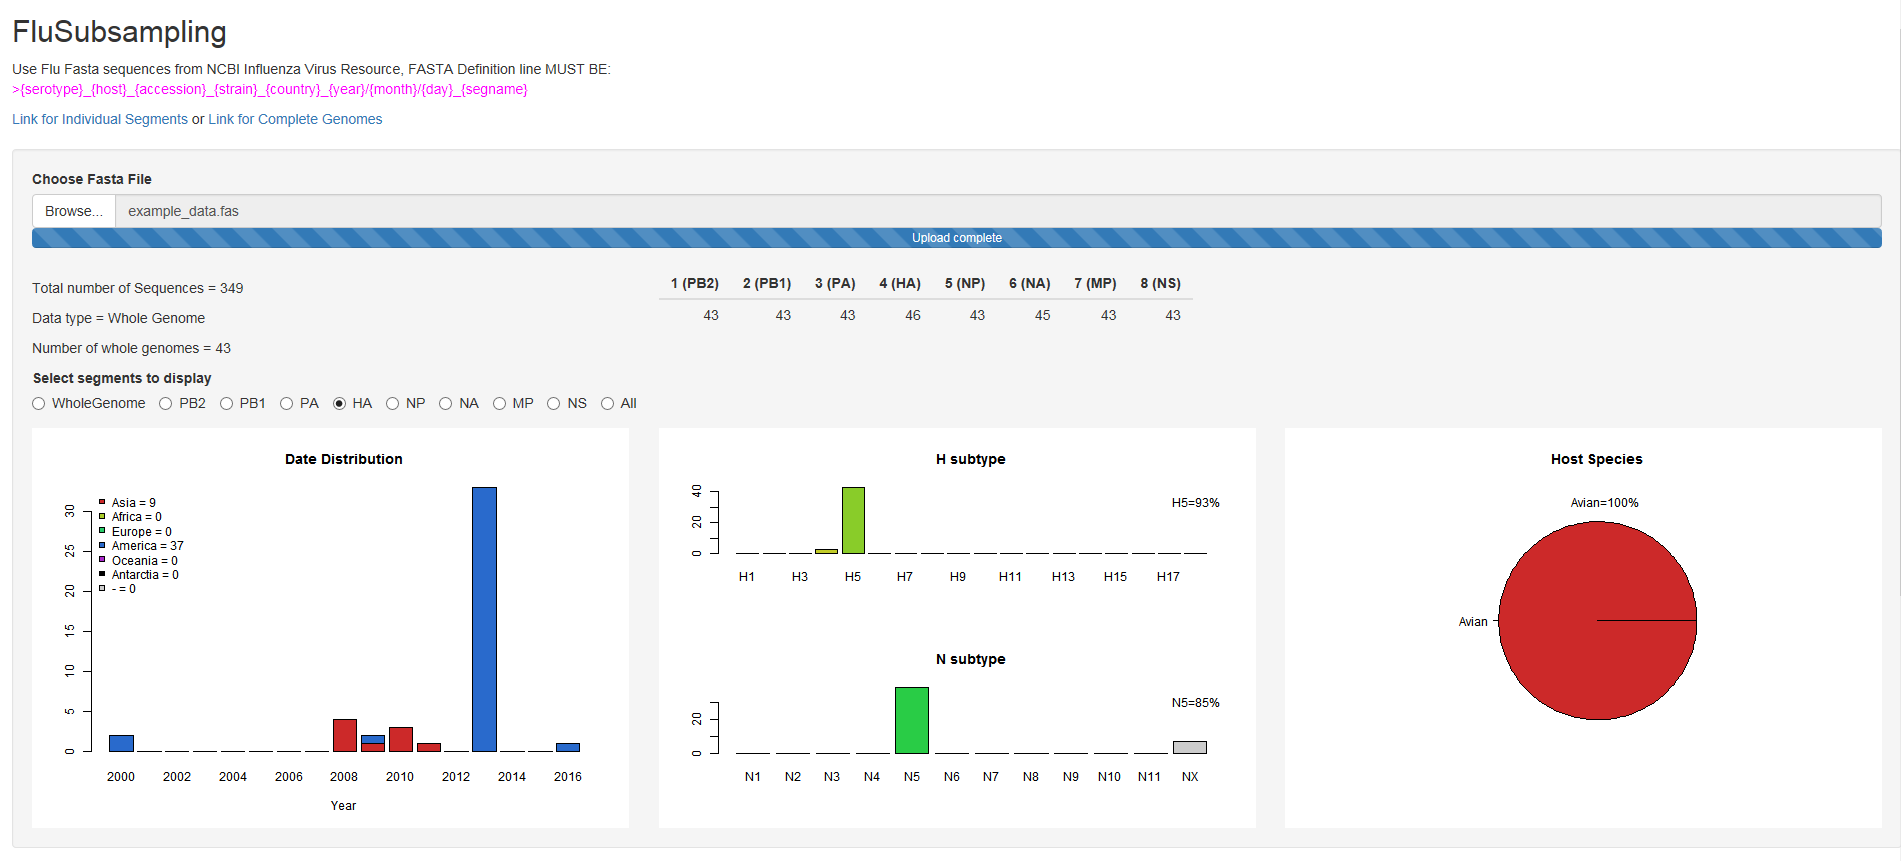 FluSubsampling
Use Flu Fasta sequences from NCBI Influenza Virus Resource, FASTA Definition line MUST BE:
>{serotype}_{host}_{accession}_{strain}_{country}_{year}/{month}/{day}_{segname}
Link for Individual Segments or Link for Complete Genomes
Choose Fasta File
Browse... example_data.fas
Upload complete
Total number of Sequences = 349
Data type = Whole Genome
Number of whole genomes = 43
1 (PB2) 2 (PB1) 3 (PA) 4 (HA) 5 (NP) 6 (NA) 7 (MP) 8 (NS)
43 43 43 46 43 45 43 43
Select segments to display
WholeGenome PB2 PB1 PA HA NP NA MP NS All
Date Distribution
Asia = 9
Africa = 0
Europe = 0
America = 37
Oceania = 0
Antarctia = 0
- = 0
30
25
20
15
10
5
0
2000 2002 2004 2006 2008 2010 2012 2014 2016
Year
H subtype
H5=93%
40
20
0
H1 H3 H5 H7 H9 H11 H13 H15 H17
N subtype
N5=85%
20
0
N1 N2 N3 N4 N5 N6 N7 N8 N9 N10 N11 NX
Host Species
Avian=100%
Avian